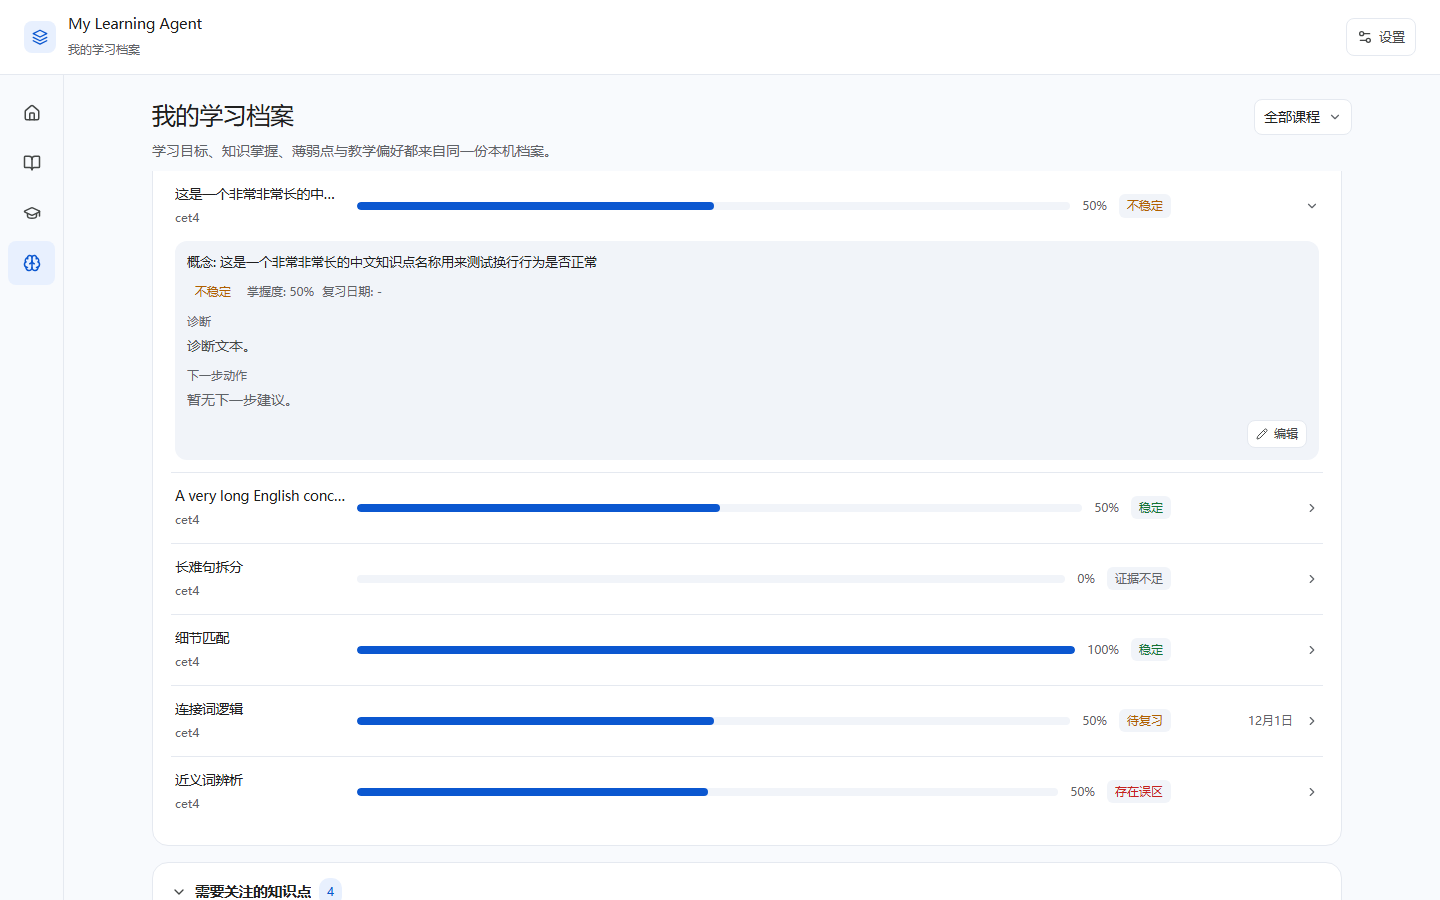 My Learning Agent
我的学习档案
设置
我的学习档案
全部课程
学习目标、知识掌握、薄弱点与教学偏好都来自同一份本机档案。
这是一个非常非常长的中...
cet4
50%
不稳定
概念: 这是一个非常非常长的中文知识点名称用来测试换行行为是否正常
不稳定 掌握度: 50% 复习日期: -
诊断
诊断文本。
下一步动作
暂无下一步建议。
编辑
A very long English conc...
cet4
50%
稳定
长难句拆分
cet4
0%
证据不足
细节匹配
cet4
100%
稳定
连接词逻辑
cet4
50%
待复习
12月1日
近义词辨析
cet4
50%
存在误区
需要关注的知识点 4